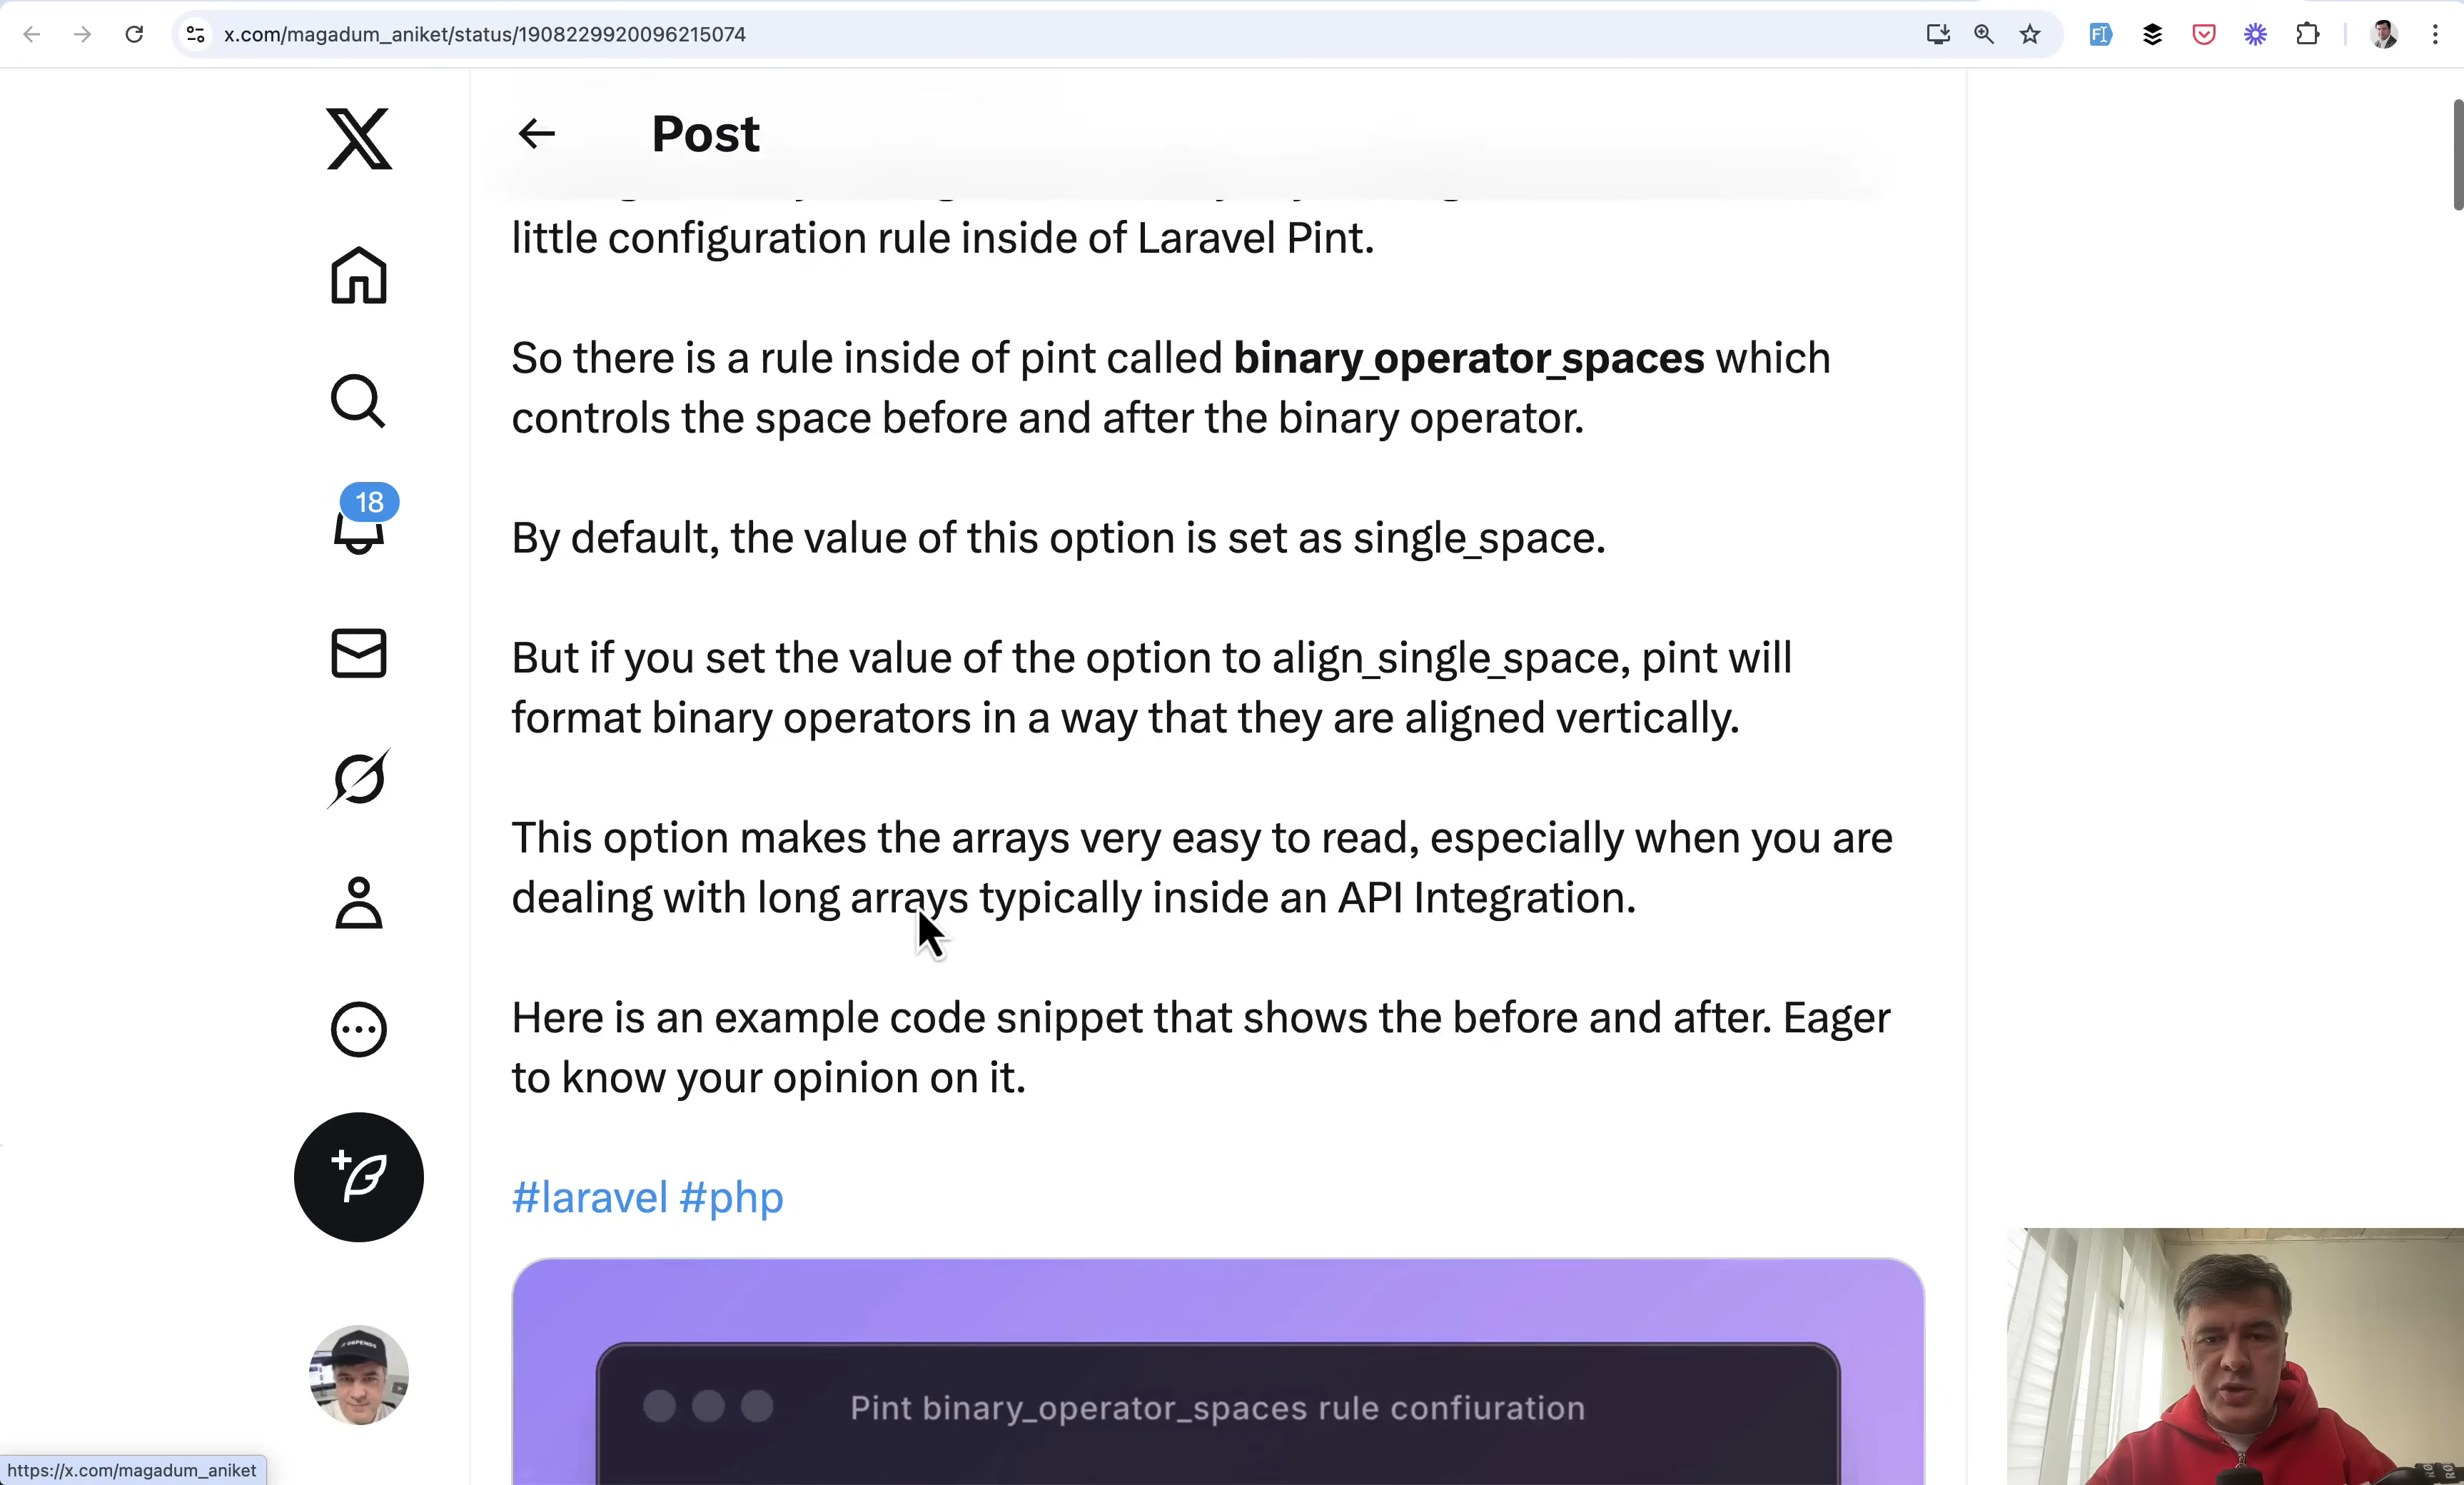 x.com/magadum_aniket/status/1908229920096215074
Post
little configuration rule inside of Laravel Pint.
So there is a rule inside of pint called binary_operator_spaces which
controls the space before and after the binary operator.
By default, the value of this option is set as single_space.
But if you set the value of the option to align_single_space, pint will
format binary operators in a way that they are aligned vertically.
This option makes the arrays very easy to read, especially when you are
dealing with long arrays typically inside an API Integration.
Here is an example code snippet that shows the before and after. Eager
to know your opinion on it.
#laravel #php
Pint binary_operator_spaces rule confiuration
18
https://x.com/magadum_aniket